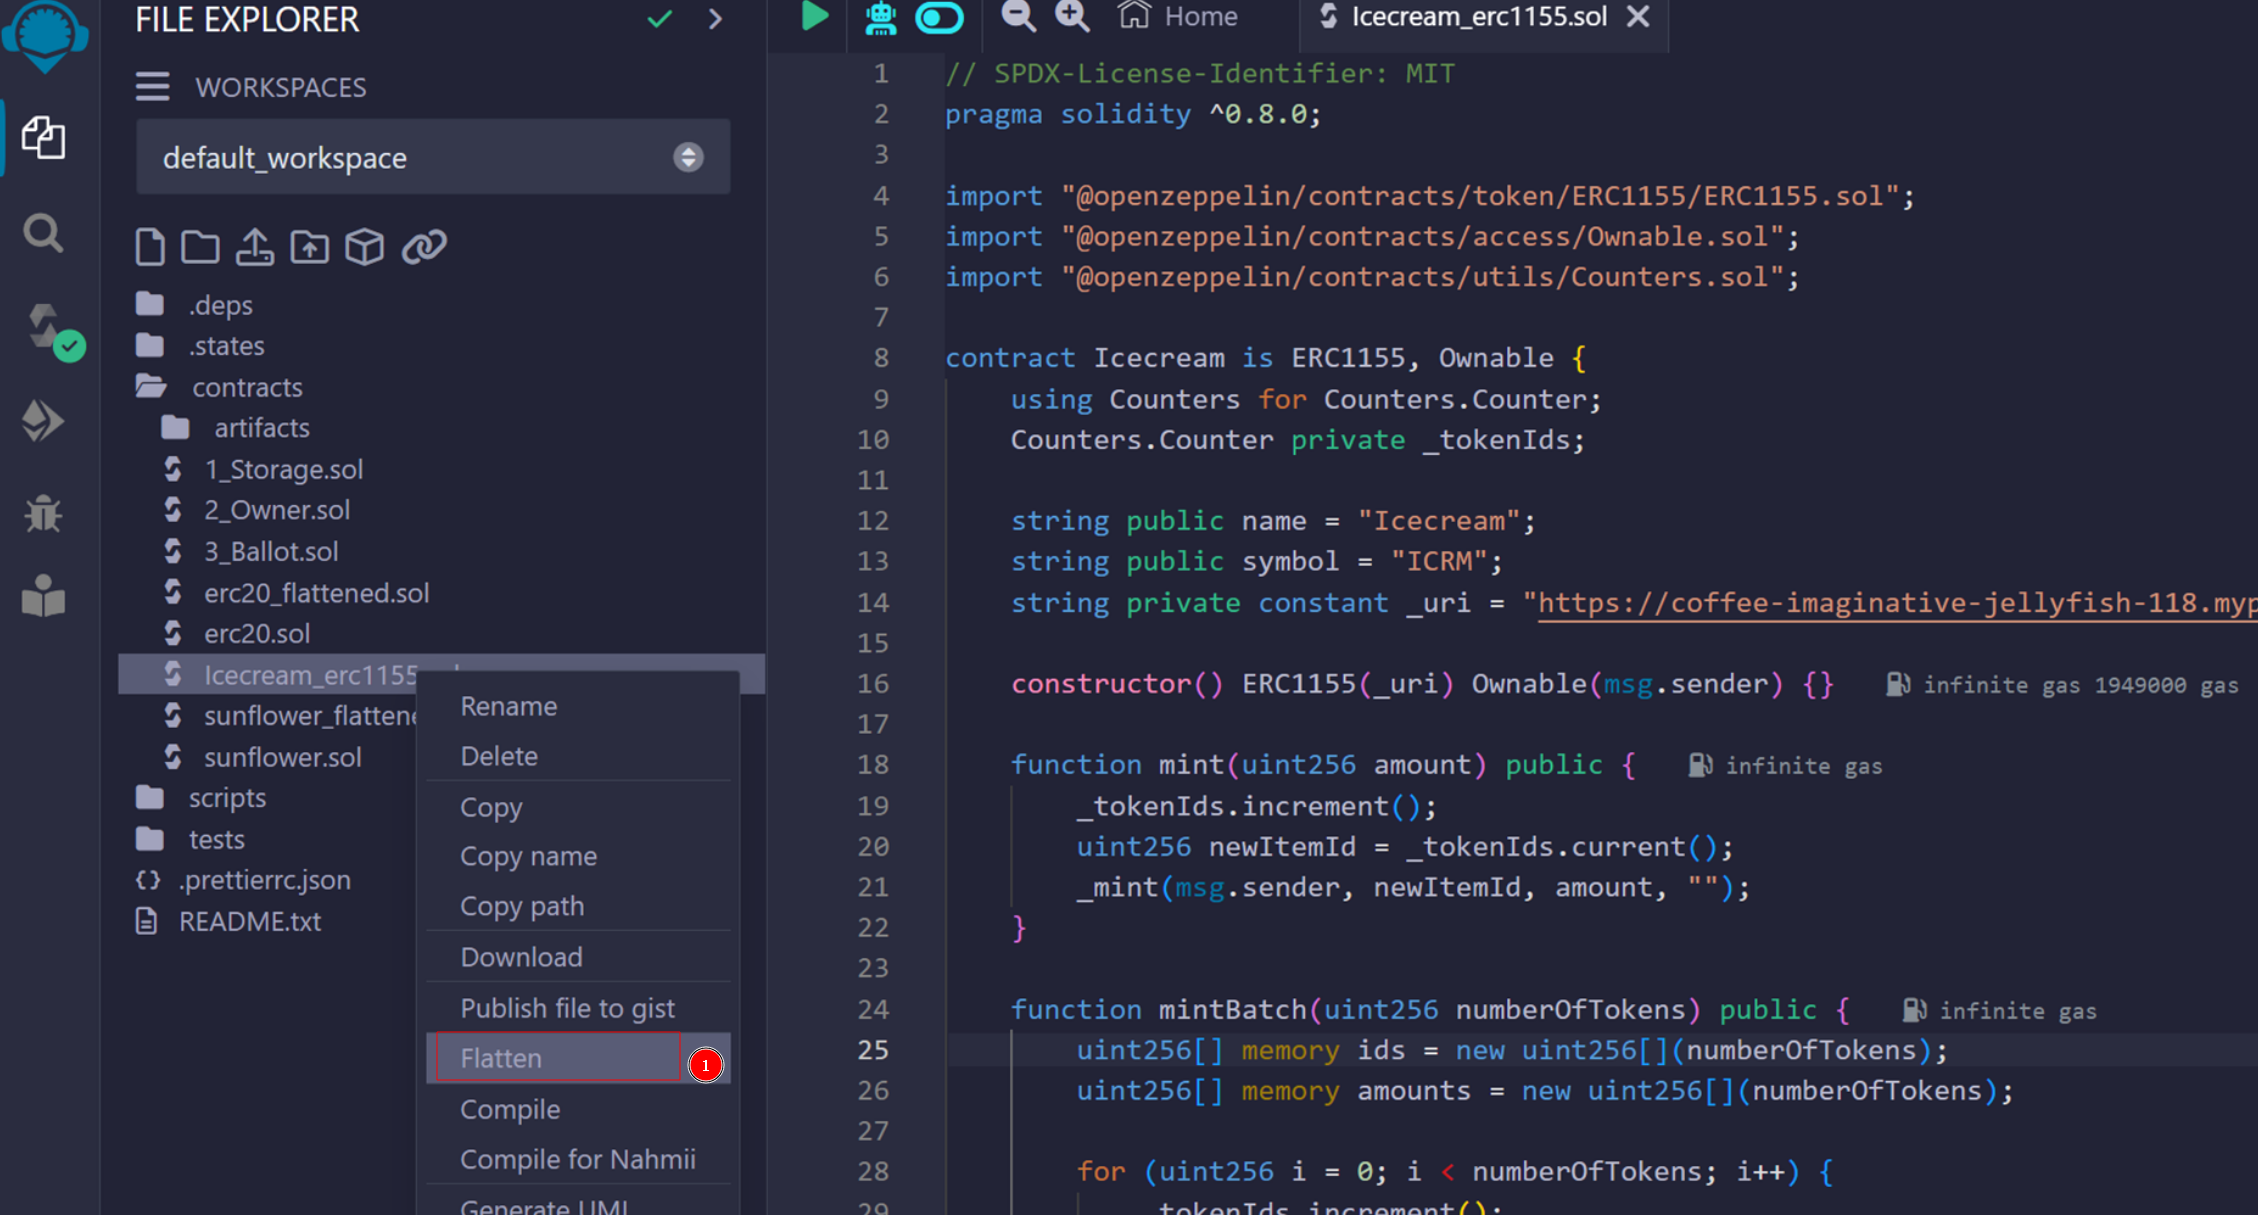 FILE EXPLORER
WORKSPACES
default_workspace
.deps
.states
contracts
artifacts
1_Storage.sol
2_Owner.sol
3_Ballot.sol
erc20_flattened.sol
erc20.sol
Icecream_erc1155
sunflower_flattene
sunflower.sol
scripts
tests
.prettierrc.json
README.txt
Rename
Delete
Copy
Copy name
Copy path
Download
Publish file to gist
Flatten
1
Compile
Compile for Nahmii
Generate UML
Home
Icecream_erc1155.sol
1 // SPDX-License-Identifier: MIT
2 pragma solidity ^0.8.0;
3
4 import "@openzeppelin/contracts/token/ERC1155/ERC1155.sol";
5 import "@openzeppelin/contracts/access/Ownable.sol";
6 import "@openzeppelin/contracts/utils/Counters.sol";
7
8 contract Icecream is ERC1155, Ownable {
9 using Counters for Counters.Counter;
10 Counters.Counter private _tokenIds;
11
12 string public name = "Icecream";
13 string public symbol = "ICRM";
14 string private constant _uri = "https://coffee-imaginative-jellyfish-118.myp
15
16 constructor() ERC1155(_uri) Ownable(msg.sender) {} infinite gas 1949000 gas
17
18 function mint(uint256 amount) public { infinite gas
19 _tokenIds.increment();
20 uint256 newItemId = _tokenIds.current();
21 _mint(msg.sender, newItemId, amount, "");
22 }
23
24 function mintBatch(uint256 numberOfTokens) public { infinite gas
25 uint256[] memory ids = new uint256[](numberOfTokens);
26 uint256[] memory amounts = new uint256[](numberOfTokens);
27
28 for (uint256 i = 0; i < numberOfTokens; i++) {
29 _tokenIds.increment();